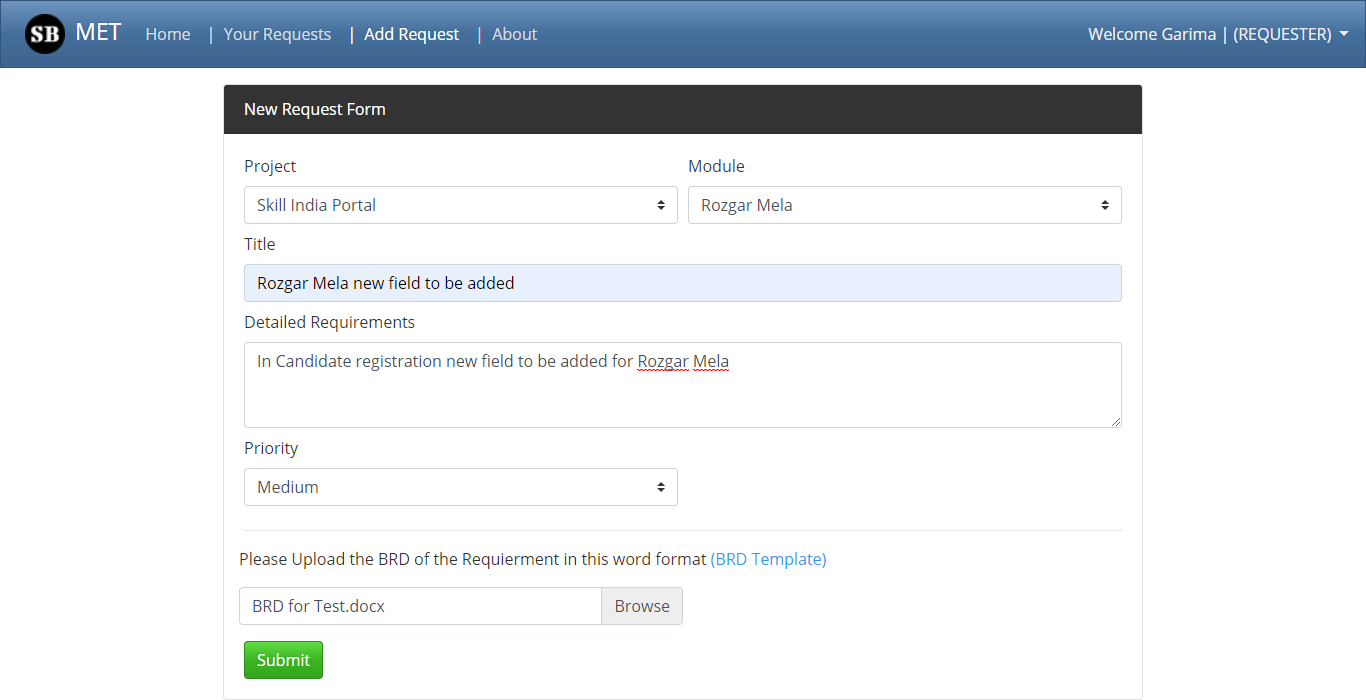 SB MET Home | Your Requests | Add Request | About Welcome Garima | (REQUESTER)
New Request Form
Project Module
Skill India Portal Rozgar Mela
Title
Rozgar Mela new field to be added
Detailed Requirements
In Candidate registration new field to be added for Rozgar Mela
Priority
Medium
Please Upload the BRD of the Requierment in this word format (BRD Template)
BRD for Test.docx Browse
Submit